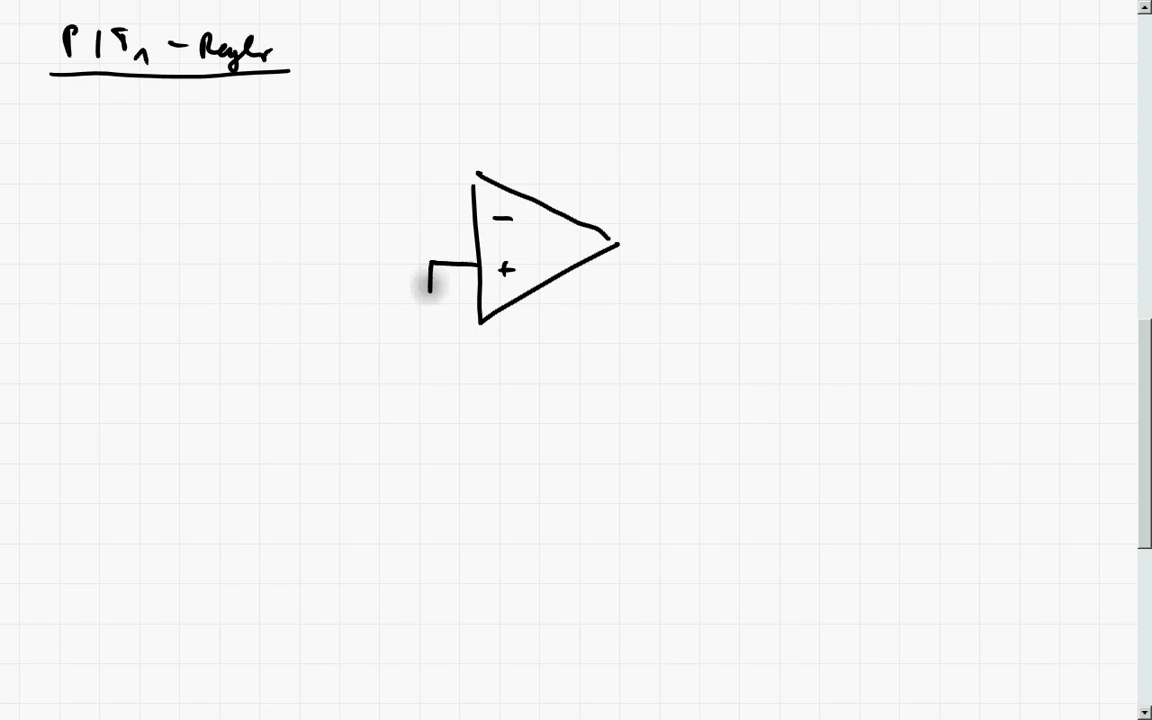 PIT₁ - Regler
-
+